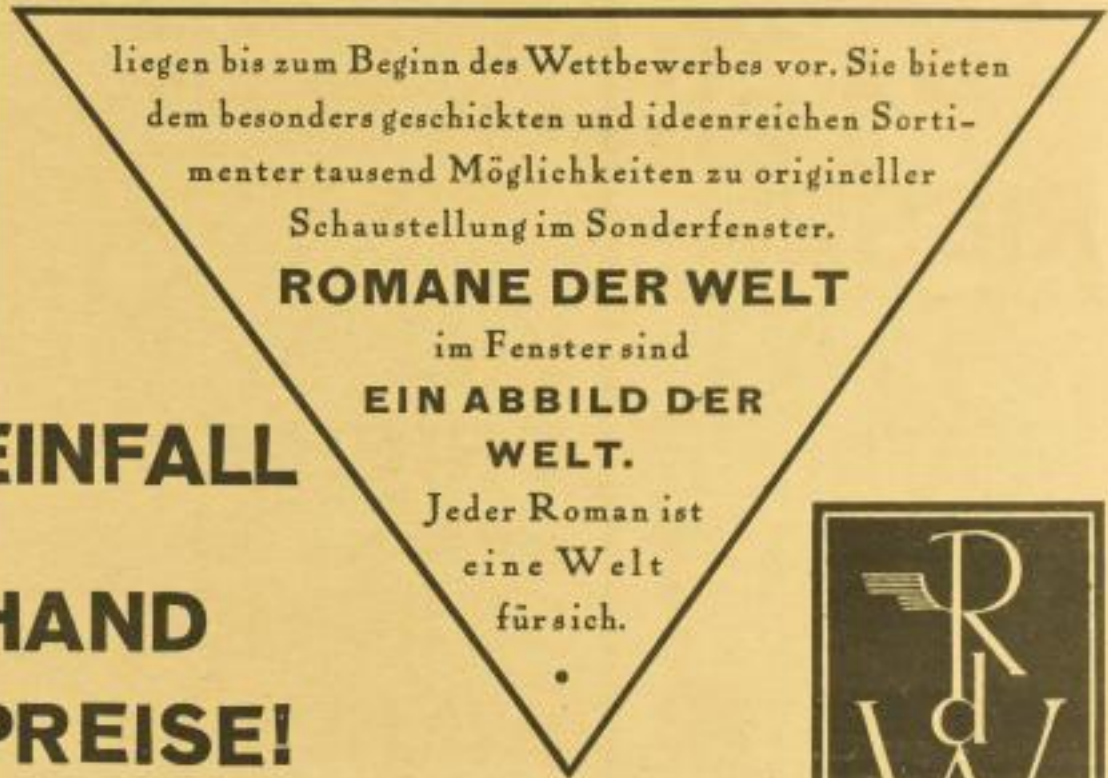 liegen bis zum Beginn des Wettbewerbes vor. Sie bieten
dem besonders geschickten und ideenreichen Sorti-
menter tausend Möglichkeiten zu origineller
Schaustellung im Sonderfenster.
ROMANE DER WELT
im Fenster sind
EIN ABBILD DER
WELT.
Jeder Roman ist
eine Welt
für sich.
EINFALL
HAND
PREISE!
R
d
W